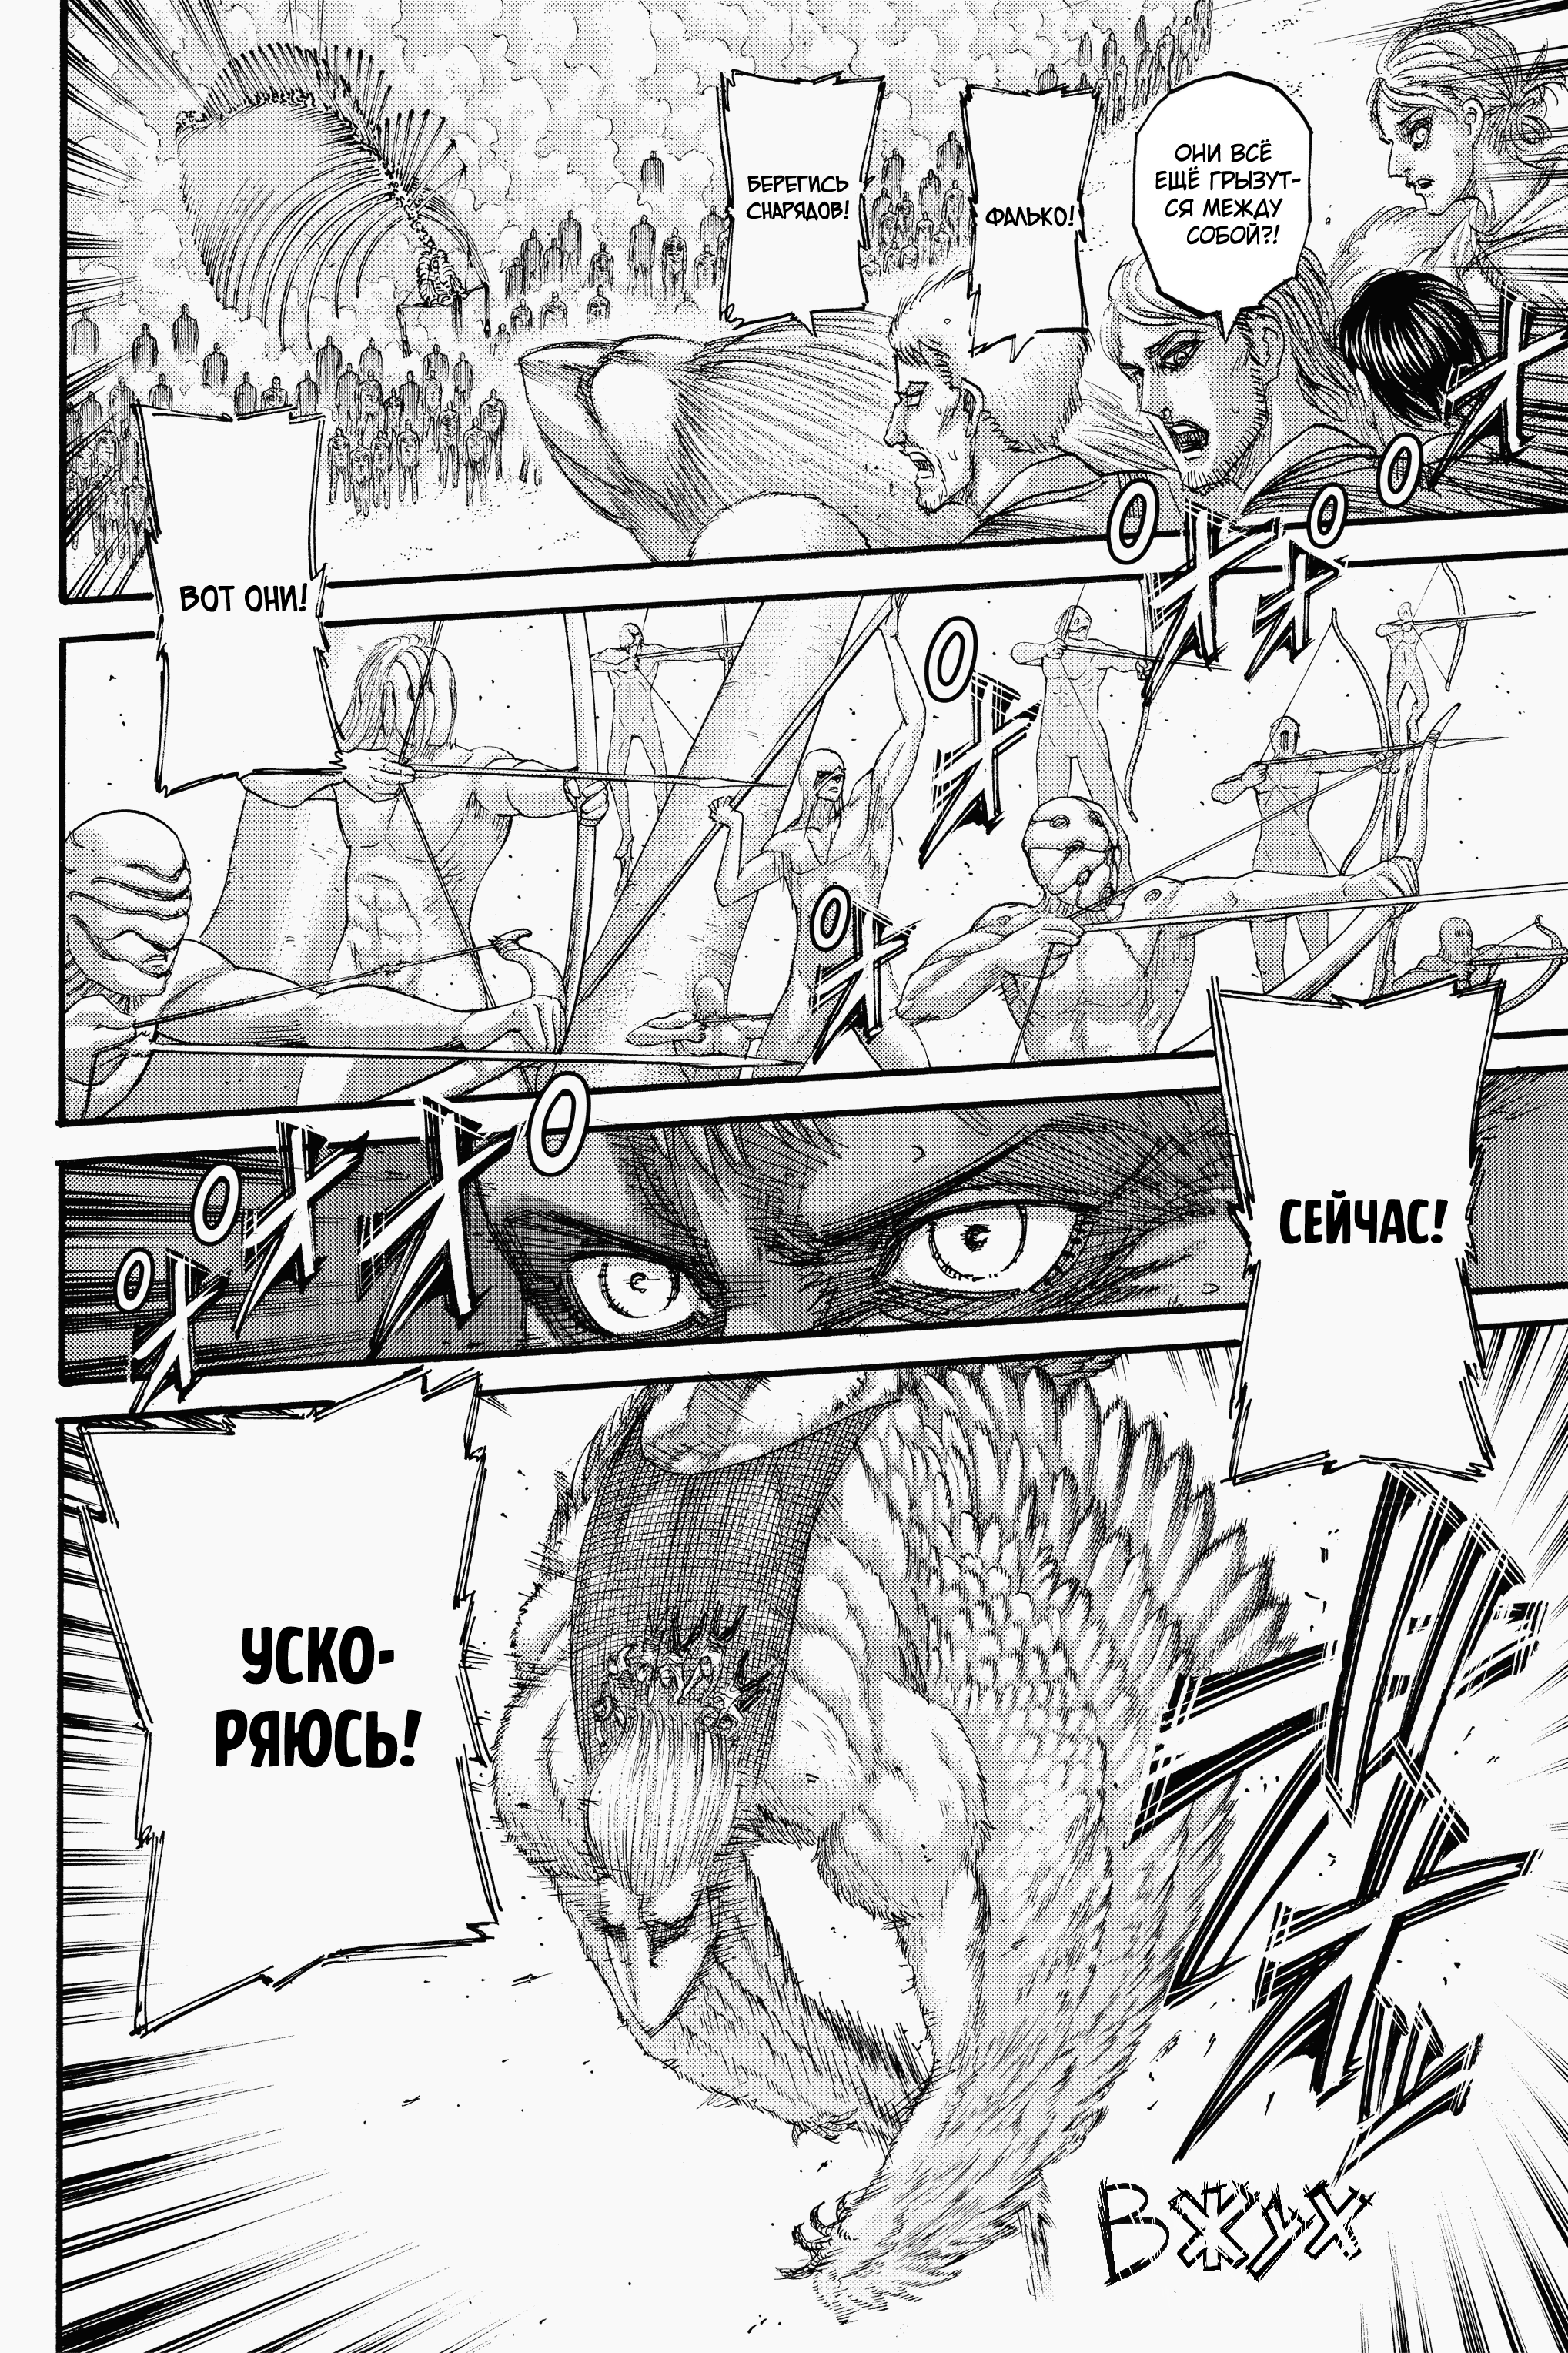 ОНИ ВСЁ
ЕЩЁ ГРЫЗУТ-
СЯ МЕЖДУ
СОБОЙ?!
ФАЛЬКО!
БЕРЕГИСЬ
СНАРЯДОВ!
ВОТ ОНИ!
СЕЙЧАС!
УСКО-
РЯЮСЬ!
ВЖУХ